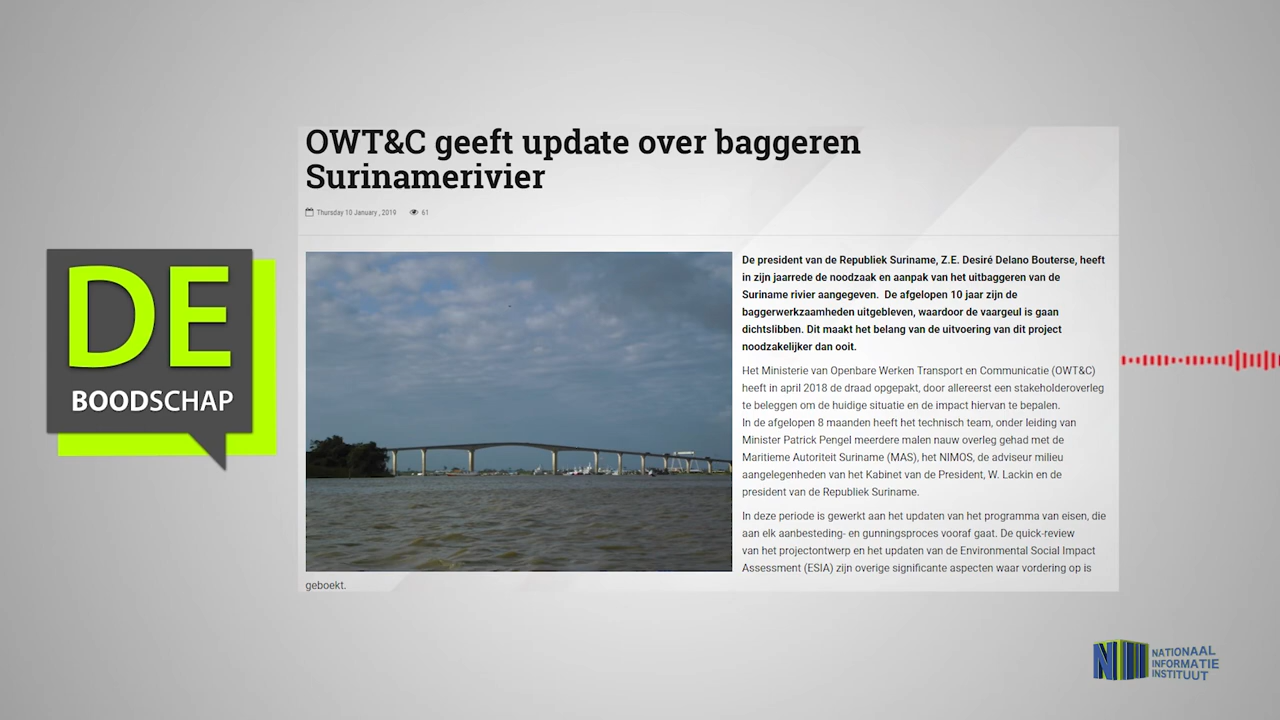 OWT&C geeft update over baggeren
Surinamerivier
Thursday 10 January , 2019 61
DE
BOODSCHAP
De president van de Republiek Suriname, Z.E. Desiré Delano Bouterse, heeft
in zijn jaarrede de noodzaak en aanpak van het uitbaggeren van de
Suriname rivier aangegeven. De afgelopen 10 jaar zijn de
baggerwerkzaamheden uitgebleven, waardoor de vaargeul is gaan
dichtslibben. Dit maakt het belang van de uitvoering van dit project
noodzakelijker dan ooit.
Het Ministerie van Openbare Werken Transport en Communicatie (OWT&C)
heeft in april 2018 de draad opgepakt, door allereerst een stakeholderoverleg
te beleggen om de huidige situatie en de impact hiervan te bepalen.
In de afgelopen 8 maanden heeft het technisch team, onder leiding van
Minister Patrick Pengel meerdere malen nauw overleg gehad met de
Maritieme Autoriteit Suriname (MAS), het NIMOS, de adviseur milieu
aangelegenheden van het Kabinet van de President, W. Lackin en de
president van de Republiek Suriname.
In deze periode is gewerkt aan het updaten van het programma van eisen, die
aan elk aanbesteding- en gunningsproces vooraf gaat. De quick-review
van het projectontwerp en het updaten van de Environmental Social Impact
Assessment (ESIA) zijn overige significante aspecten waar vordering op is
geboekt.
NII NATIONAAL
INFORMATIE
INSTITUUT